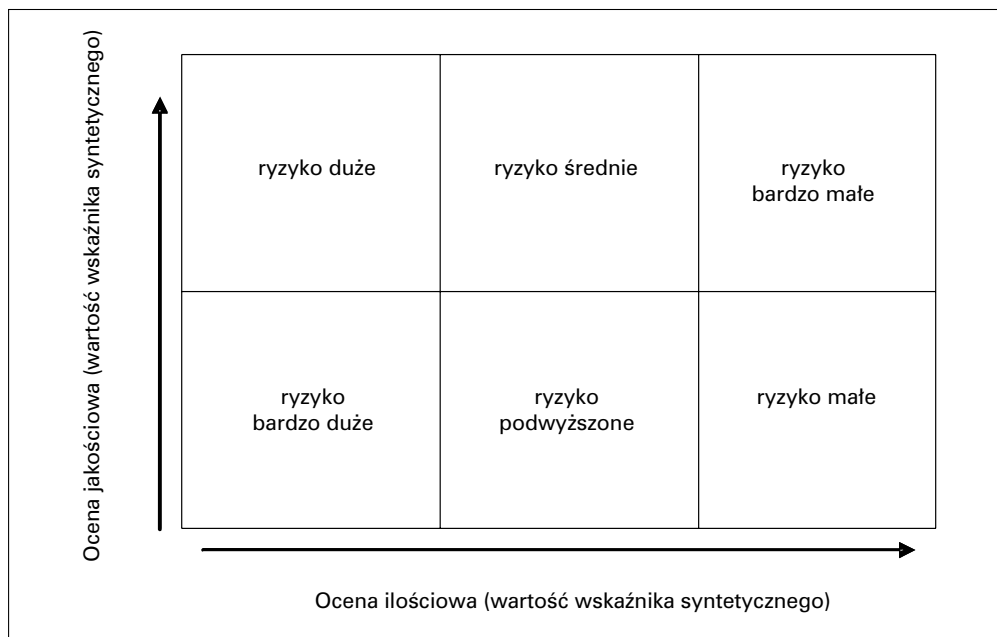 Ocena jakościowa (wartość wskaźnika syntetycznego)
ryzyko duże
ryzyko średnie
ryzyko
bardzo małe
ryzyko
bardzo duże
ryzyko
podwyższone
ryzyko małe
Ocena ilościowa (wartość wskaźnika syntetycznego)